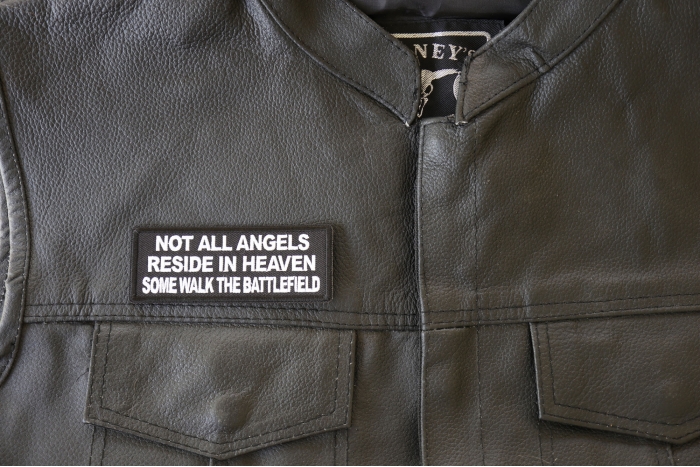 NOT ALL ANGELS
RESIDE IN HEAVEN
SOME WALK THE BATTLEFIELD